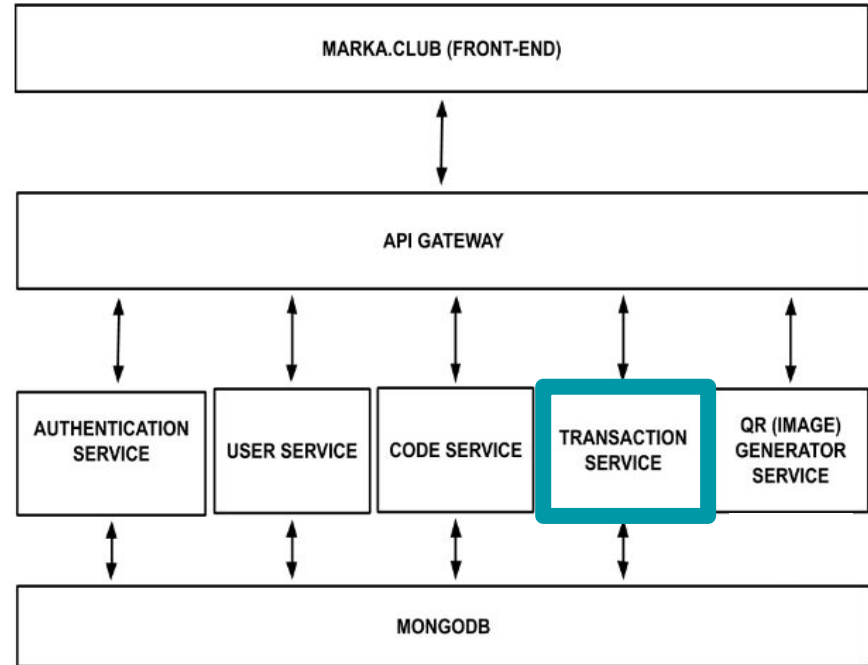 MARKA.CLUB (FRONT-END)
API GATEWAY
AUTHENTICATION
SERVICE
USER SERVICE
CODE SERVICE
TRANSACTION
SERVICE
QR (IMAGE)
GENERATOR
SERVICE
MONGODB